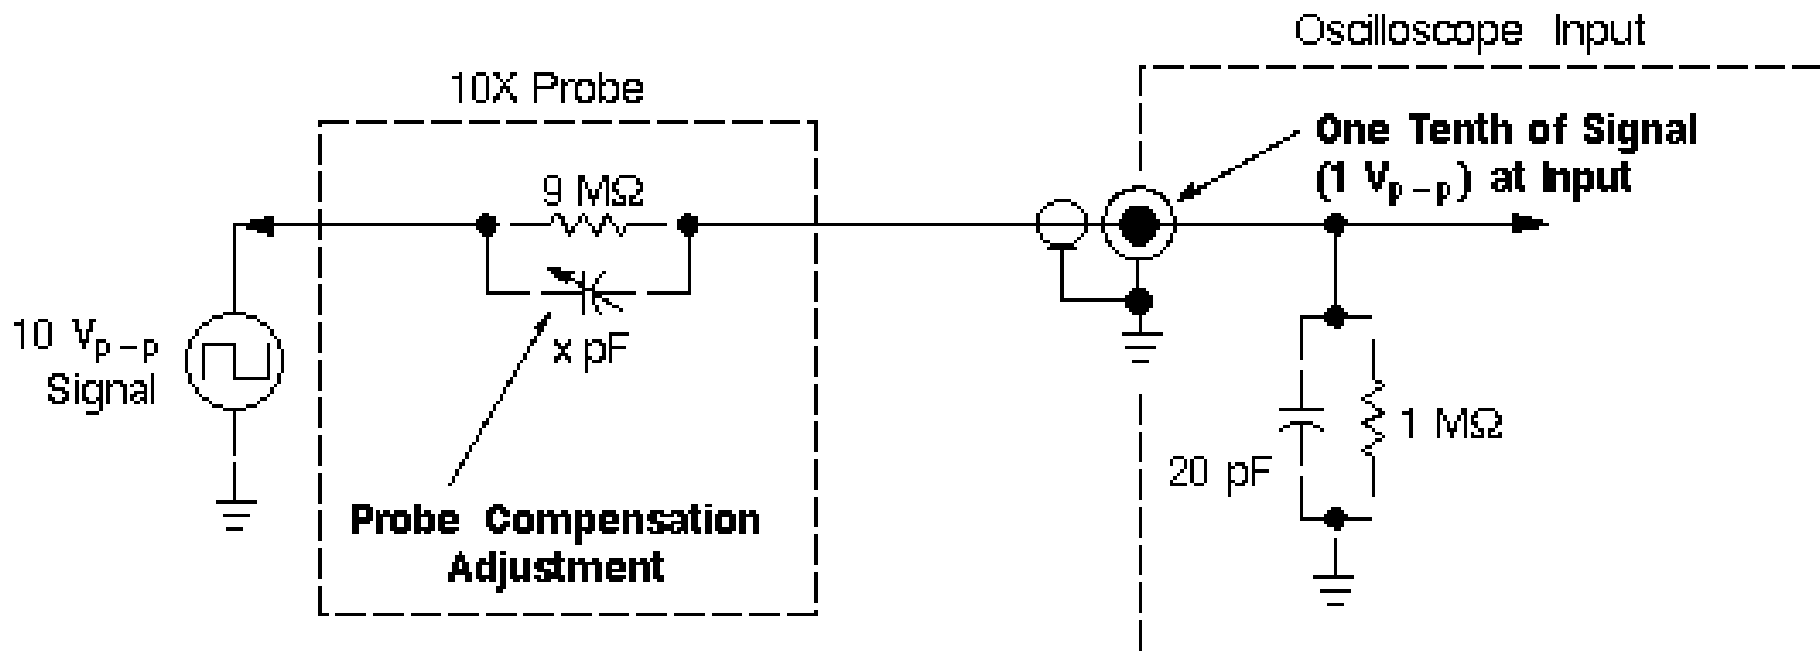 Oscilloscope Input
10X Probe
One Tenth of Signal
(1 Vp-p) at Input
9 MΩ
x pF
10 Vp-p
Signal
1 MΩ
20 pF
Probe Compensation
Adjustment